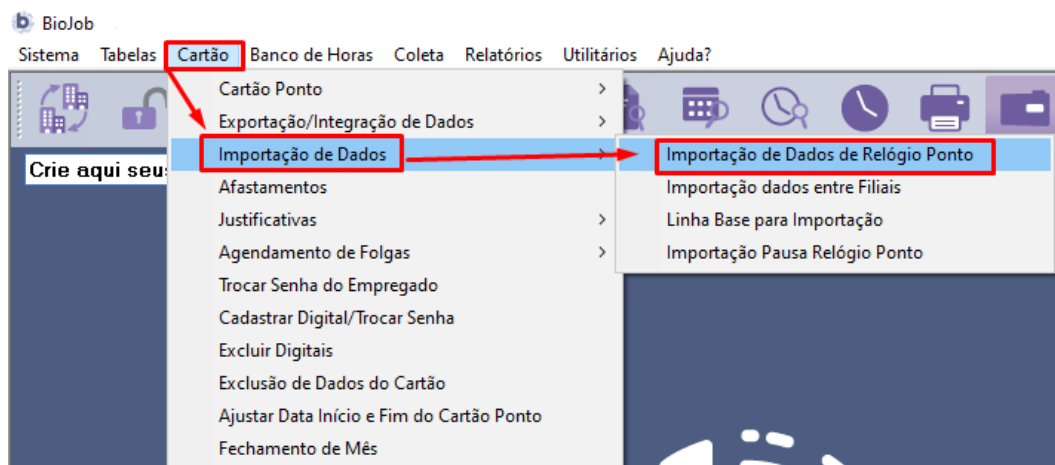 BioJob
Sistema Tabelas Cartão Banco de Horas Coleta Relatórios Utilitários Ajuda?
Crie aqui seu
Cartão Ponto
Exportação/Integração de Dados
Importação de Dados
Afastamentos
Justificativas
Agendamento de Folgas
Trocar Senha do Empregado
Cadastrar Digital/Trocar Senha
Excluir Digitais
Exclusão de Dados do Cartão
Ajustar Data Início e Fim do Cartão Ponto
Fechamento de Mês
Importação de Dados de Relógio Ponto
Importação dados entre Filiais
Linha Base para Importação
Importação Pausa Relógio Ponto